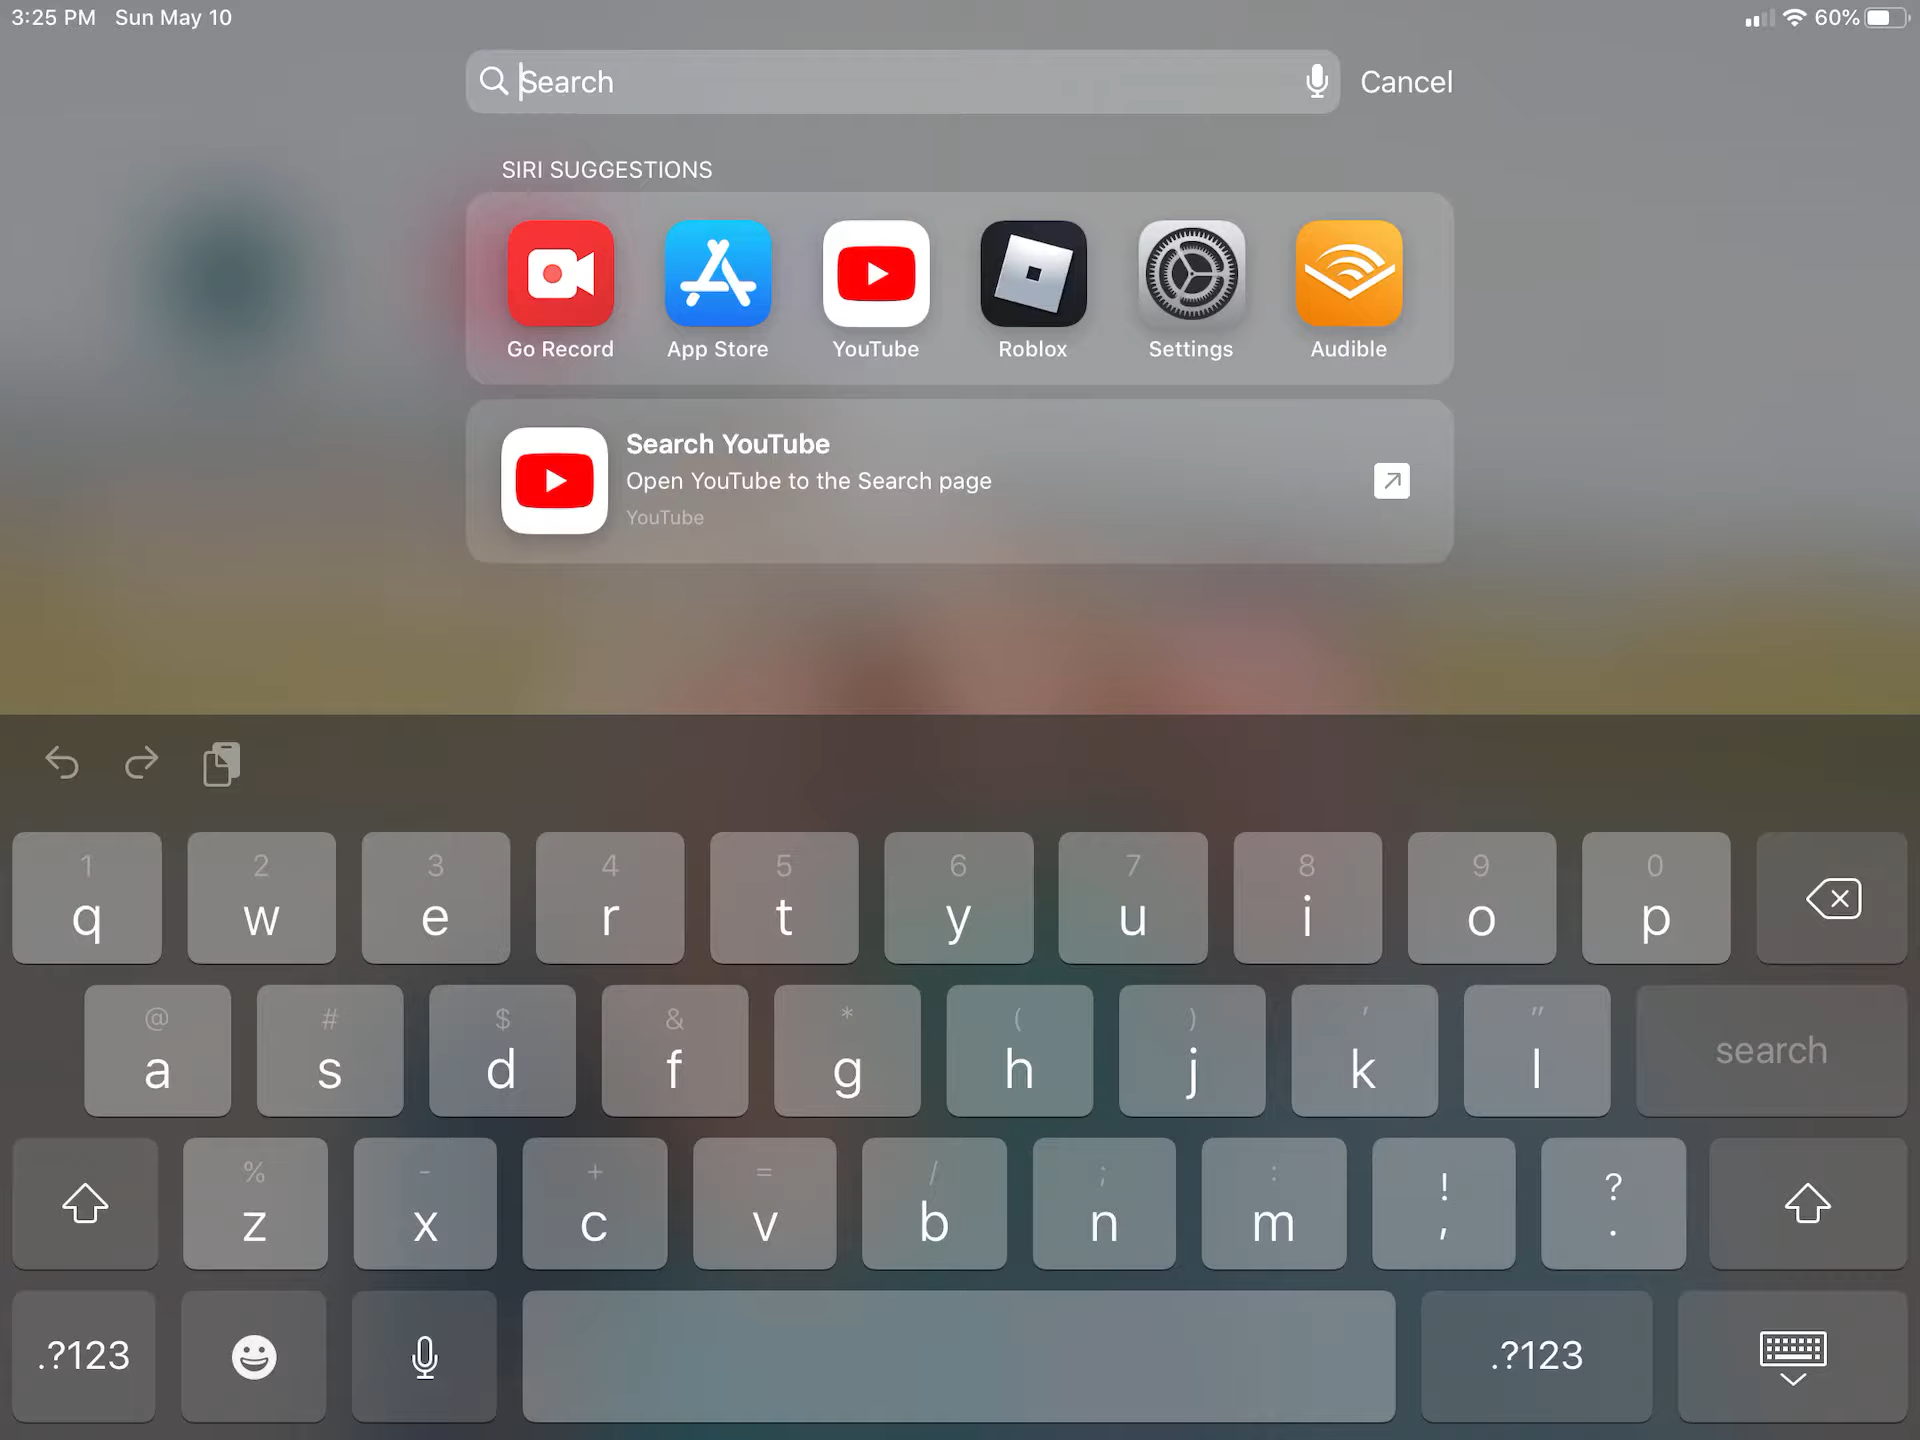 3:25 PM Sun May 10 60%
Search Cancel
SIRI SUGGESTIONS
Go Record App Store YouTube Roblox Settings Audible
Search YouTube
Open YouTube to the Search page
YouTube
1 2 3 4 5 6 7 8 9 0
q w e r t y u i o p
@ # $ & * ( ) ' "
a s d f g h j k l search
% - + = / ; : ! ?
z x c v b n m , .
.?123 .?123